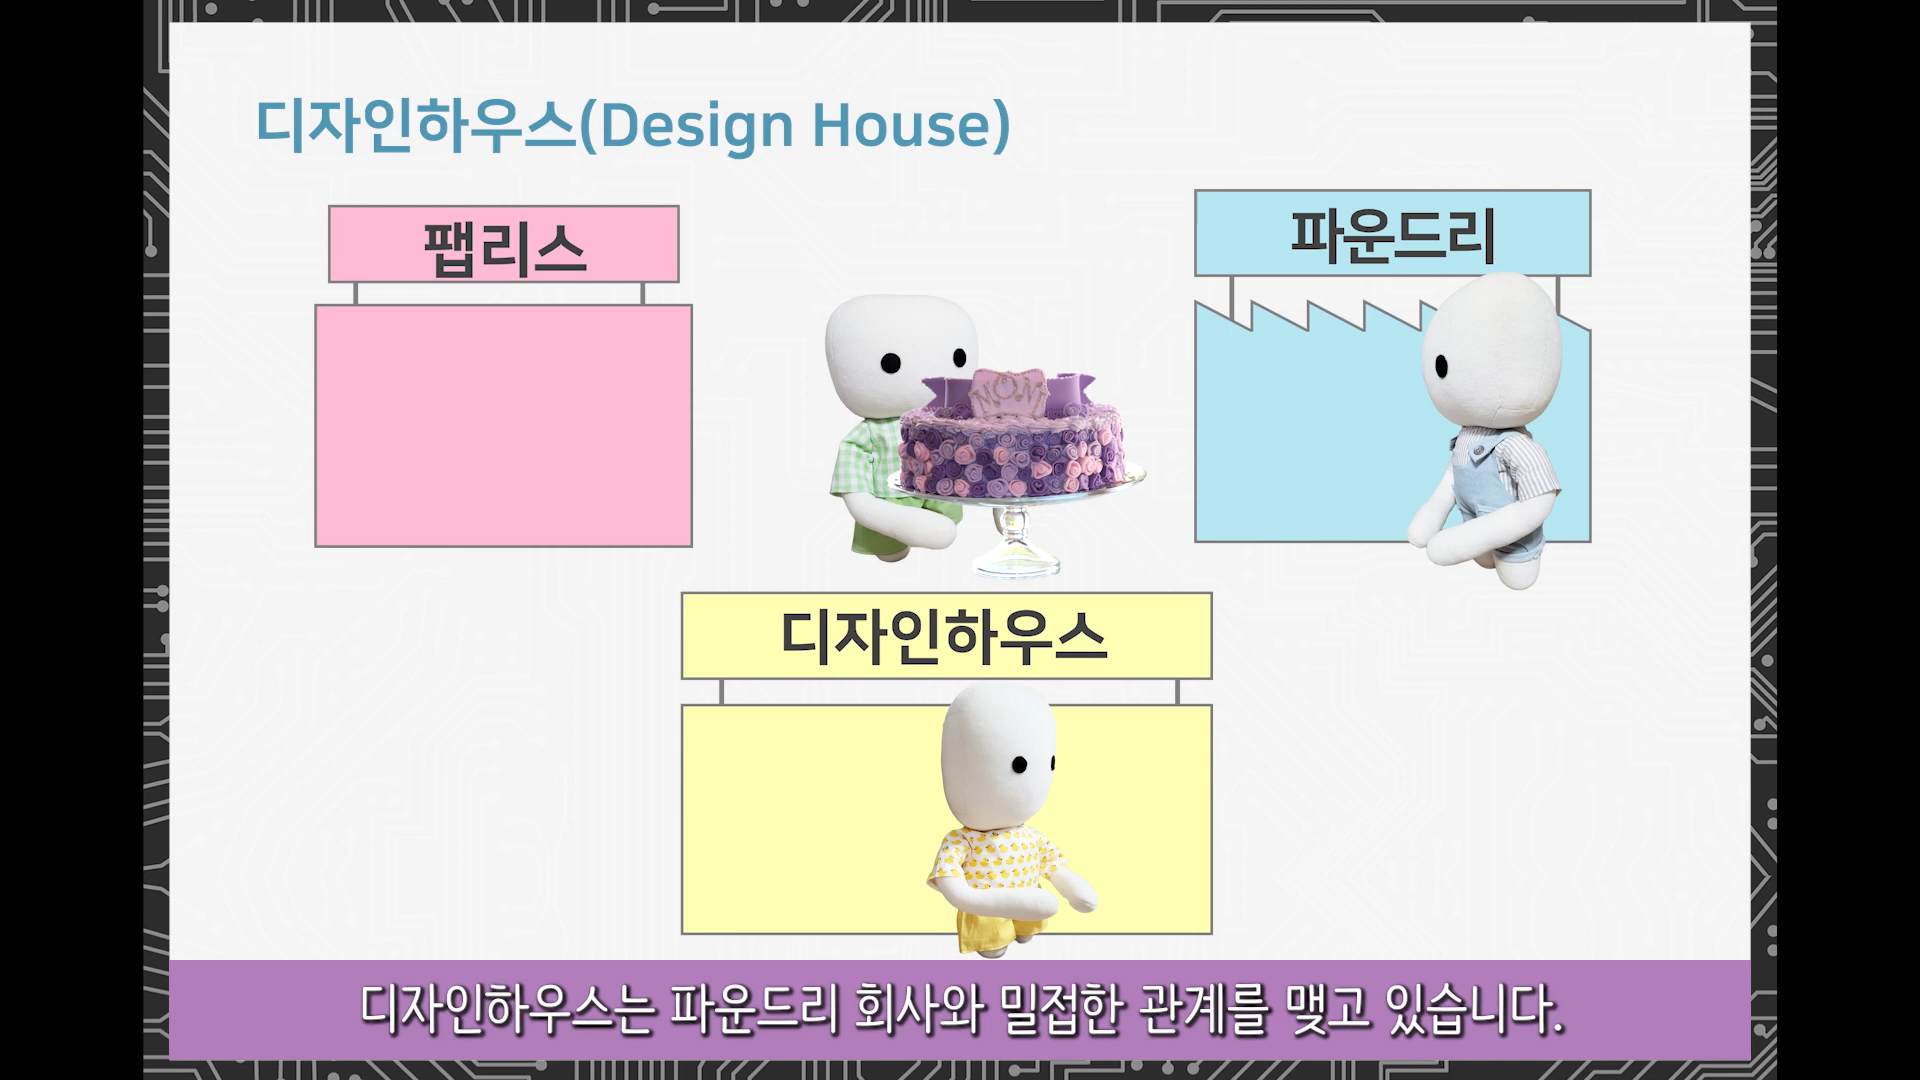 디자인하우스(Design House)
팹리스
파운드리
MOM
디자인하우스
디자인하우스는 파운드리 회사와 밀접한 관계를 맺고 있습니다.